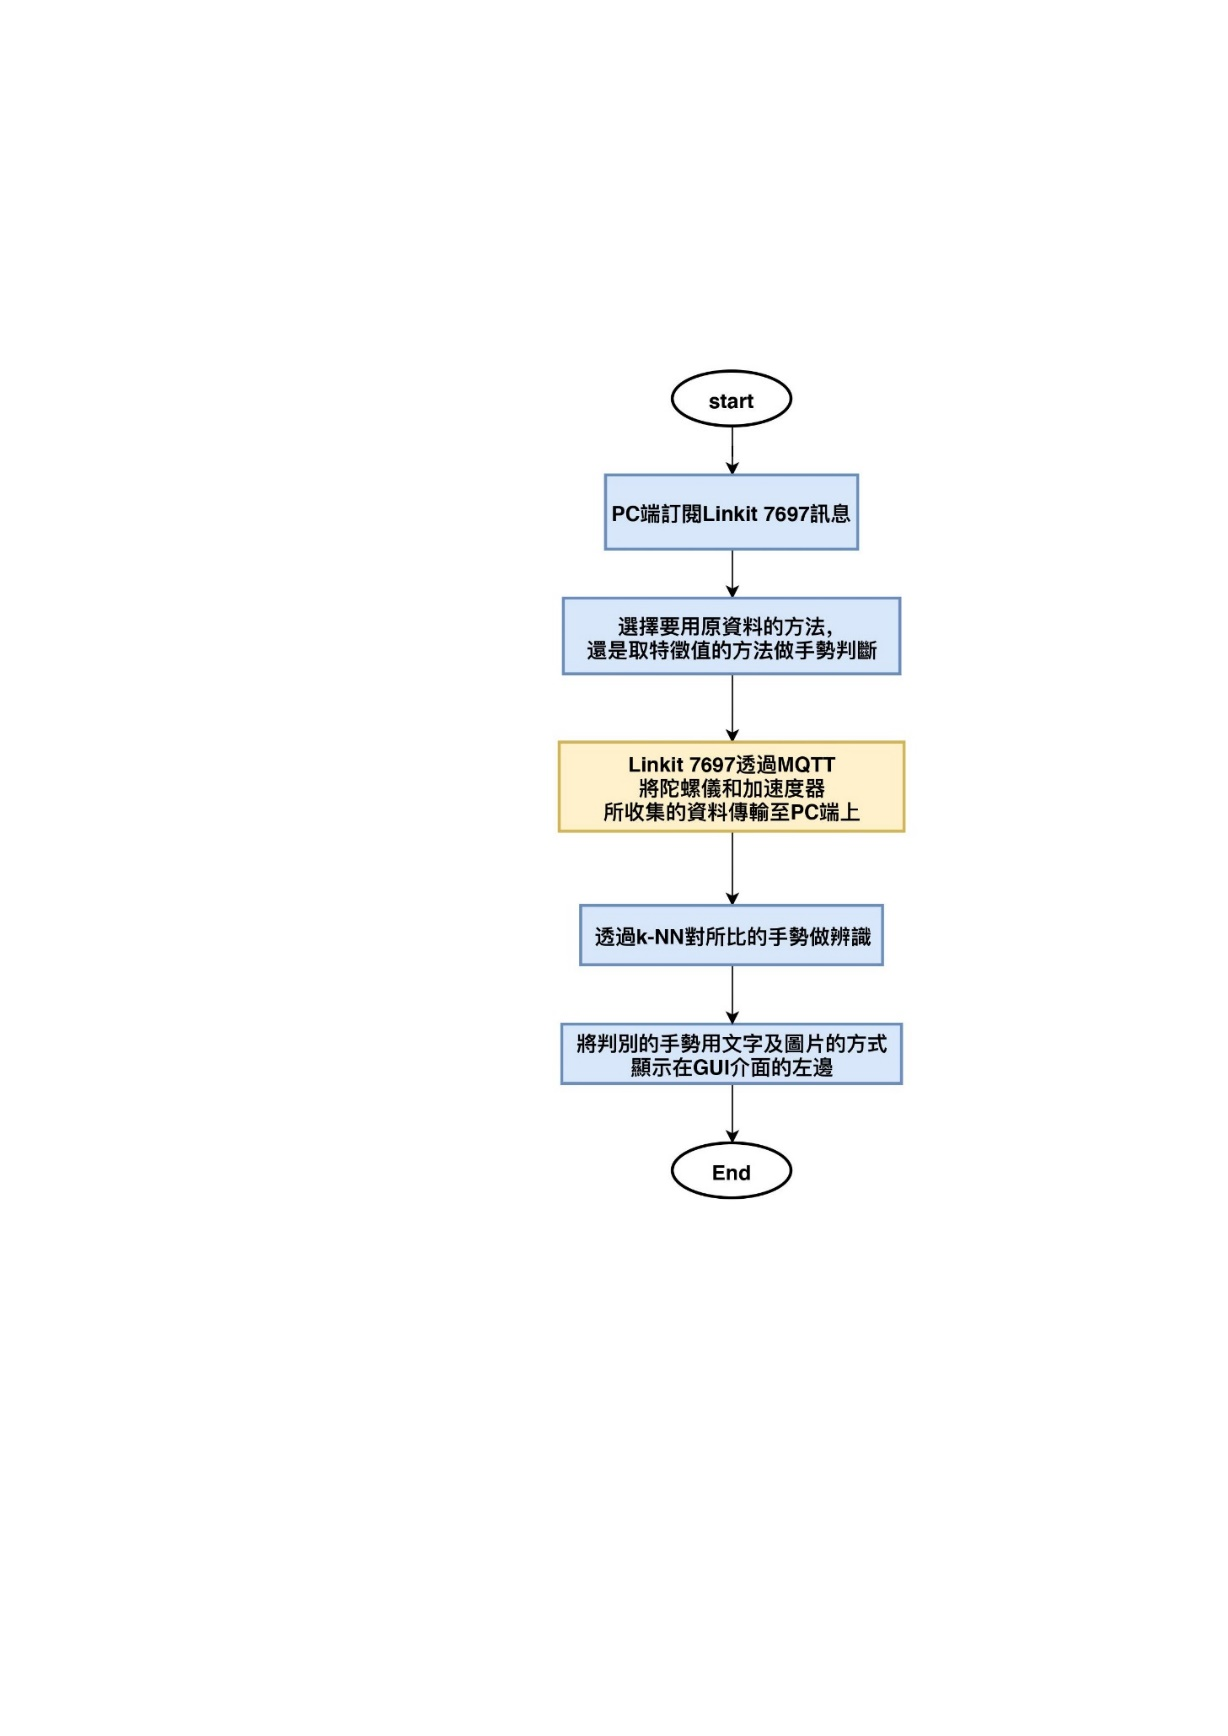 start
PC端訂閱Linkit 7697訊息
選擇要用原資料的方法,
還是取特徵值的方法做手勢判斷
Linkit 7697透過MQTT
將陀螺儀和加速度器
所收集的資料傳輸至PC端上
透過k-NN對所比的手勢做辨識
將判別的手勢用文字及圖片的方式
顯示在GUI介面的左邊
End